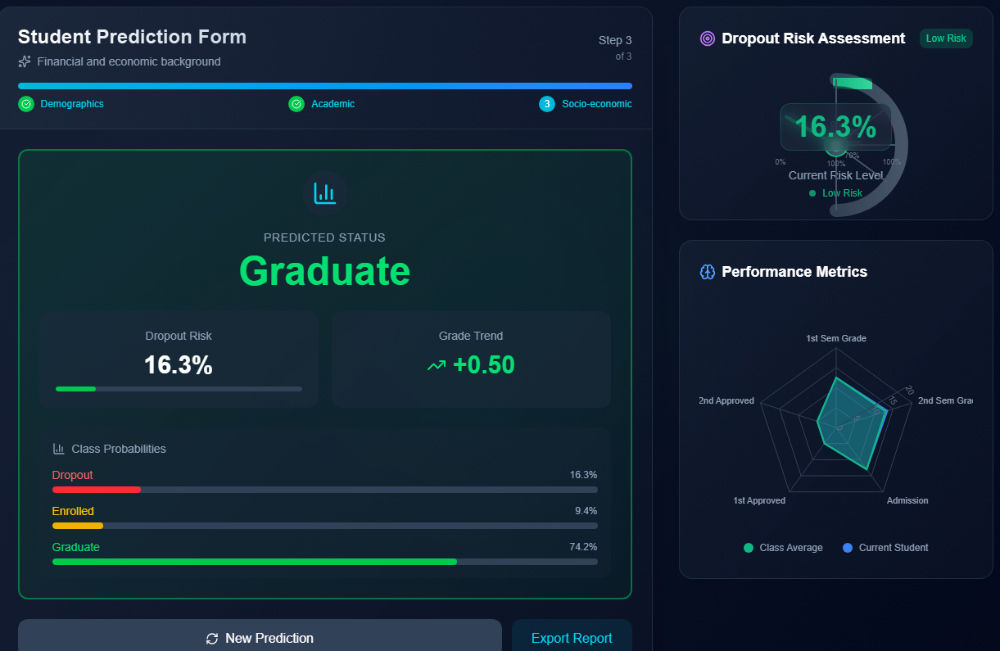 Student Prediction Form
Financial and economic background
Step 3
of 3
Demographics
Academic
3 Socio-economic
PREDICTED STATUS
Graduate
Dropout Risk
16.3%
Grade Trend
+0.50
Class Probabilities
Dropout 16.3%
Enrolled 9.4%
Graduate 74.2%
New Prediction
Export Report
Dropout Risk Assessment
Low Risk
16.3%
70%
0% 100% 100%
Current Risk Level
Low Risk
Performance Metrics
1st Sem Grade
2nd Approved
2nd Sem Gra
0 5 10 15 20
1st Approved
Admission
Class Average
Current Student